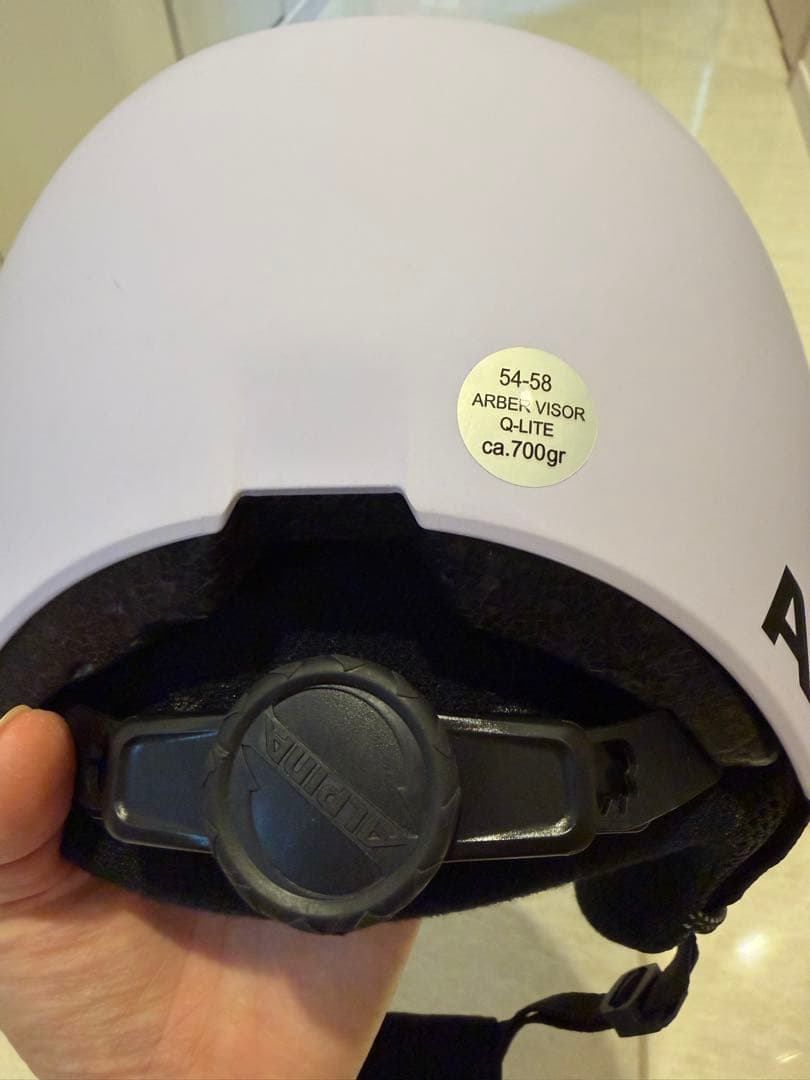 54-58
ARBER VISOR
Q-LITE
ca.700gr
A
ALPINA